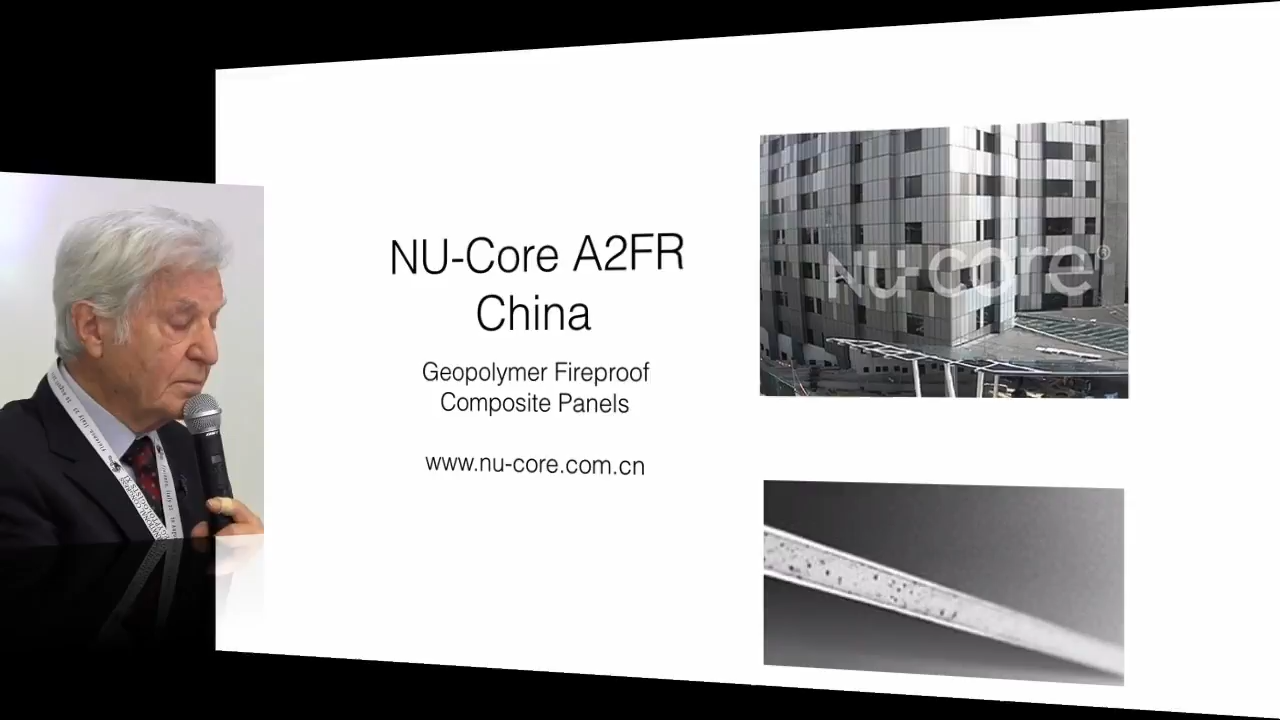 NU-Core A2FR
China
Geopolymer Fireproof
Composite Panels
www.nu-core.com.cn
Nu-core®